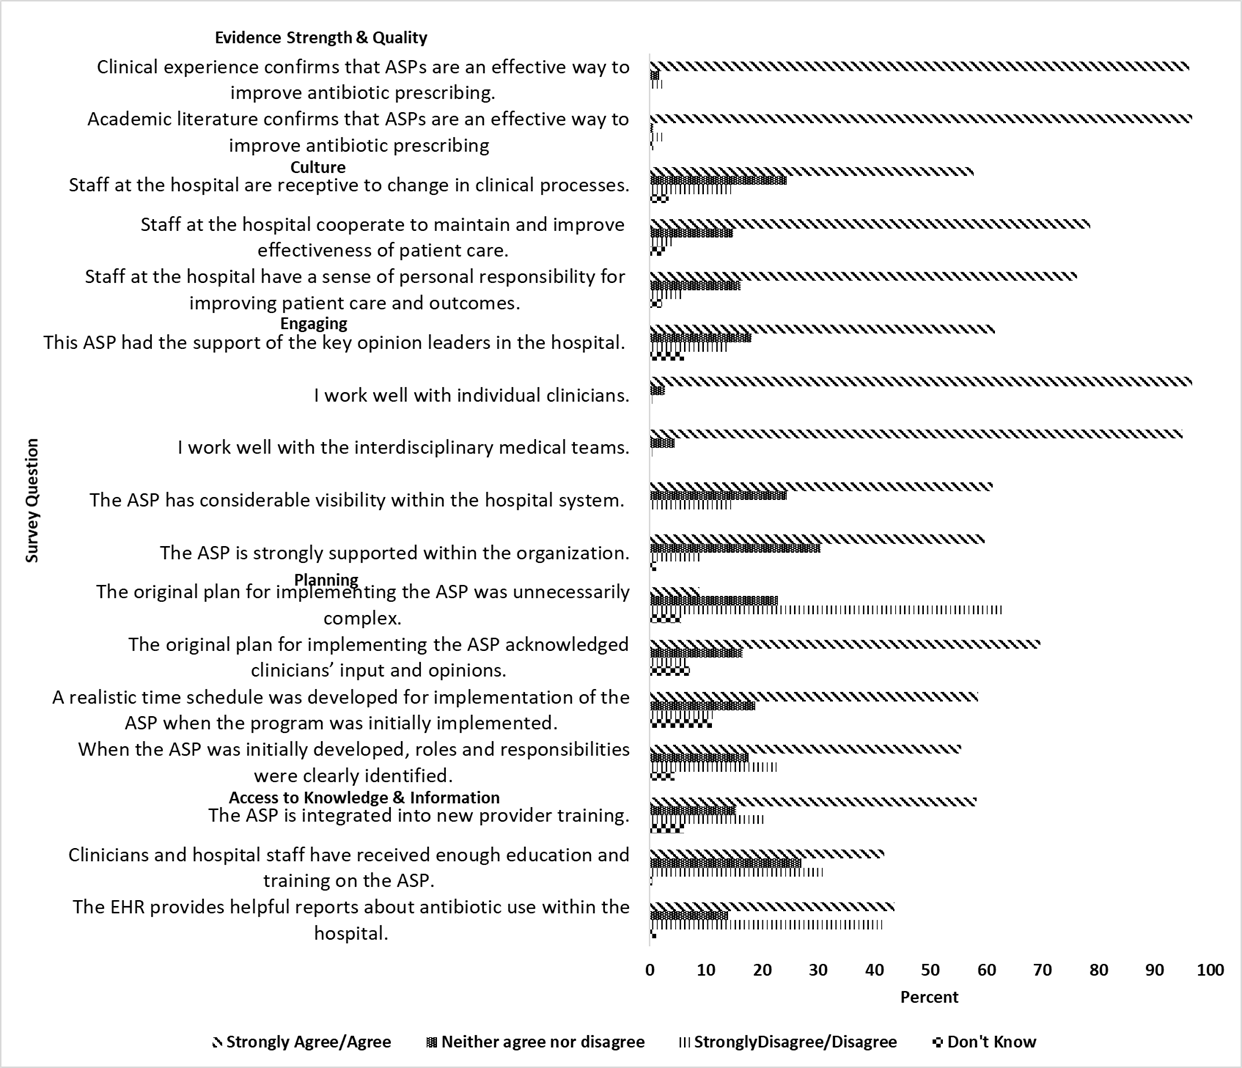 Evidence Strength & Quality
Clinical experience confirms that ASPs are an effective way to
improve antibiotic prescribing.
Academic literature confirms that ASPs are an effective way to
improve antibiotic prescribing
Culture
Staff at the hospital are receptive to change in clinical processes.
Staff at the hospital cooperate to maintain and improve
effectiveness of patient care.
Staff at the hospital have a sense of personal responsibility for
improving patient care and outcomes.
Engaging
This ASP had the support of the key opinion leaders in the hospital.
I work well with individual clinicians.
I work well with the interdisciplinary medical teams.
The ASP has considerable visibility within the hospital system.
The ASP is strongly supported within the organization.
Planning
The original plan for implementing the ASP was unnecessarily
complex.
The original plan for implementing the ASP acknowledged
clinicians’ input and opinions.
A realistic time schedule was developed for implementation of the
ASP when the program was initially implemented.
When the ASP was initially developed, roles and responsibilities
were clearly identified.
Access to Knowledge & Information
The ASP is integrated into new provider training.
Clinicians and hospital staff have received enough education and
training on the ASP.
The EHR provides helpful reports about antibiotic use within the
hospital.
Survey Question
0 10 20 30 40 50 60 70 80 90 100
Percent
Strongly Agree/Agree Neither agree nor disagree StronglyDisagree/Disagree Don't Know